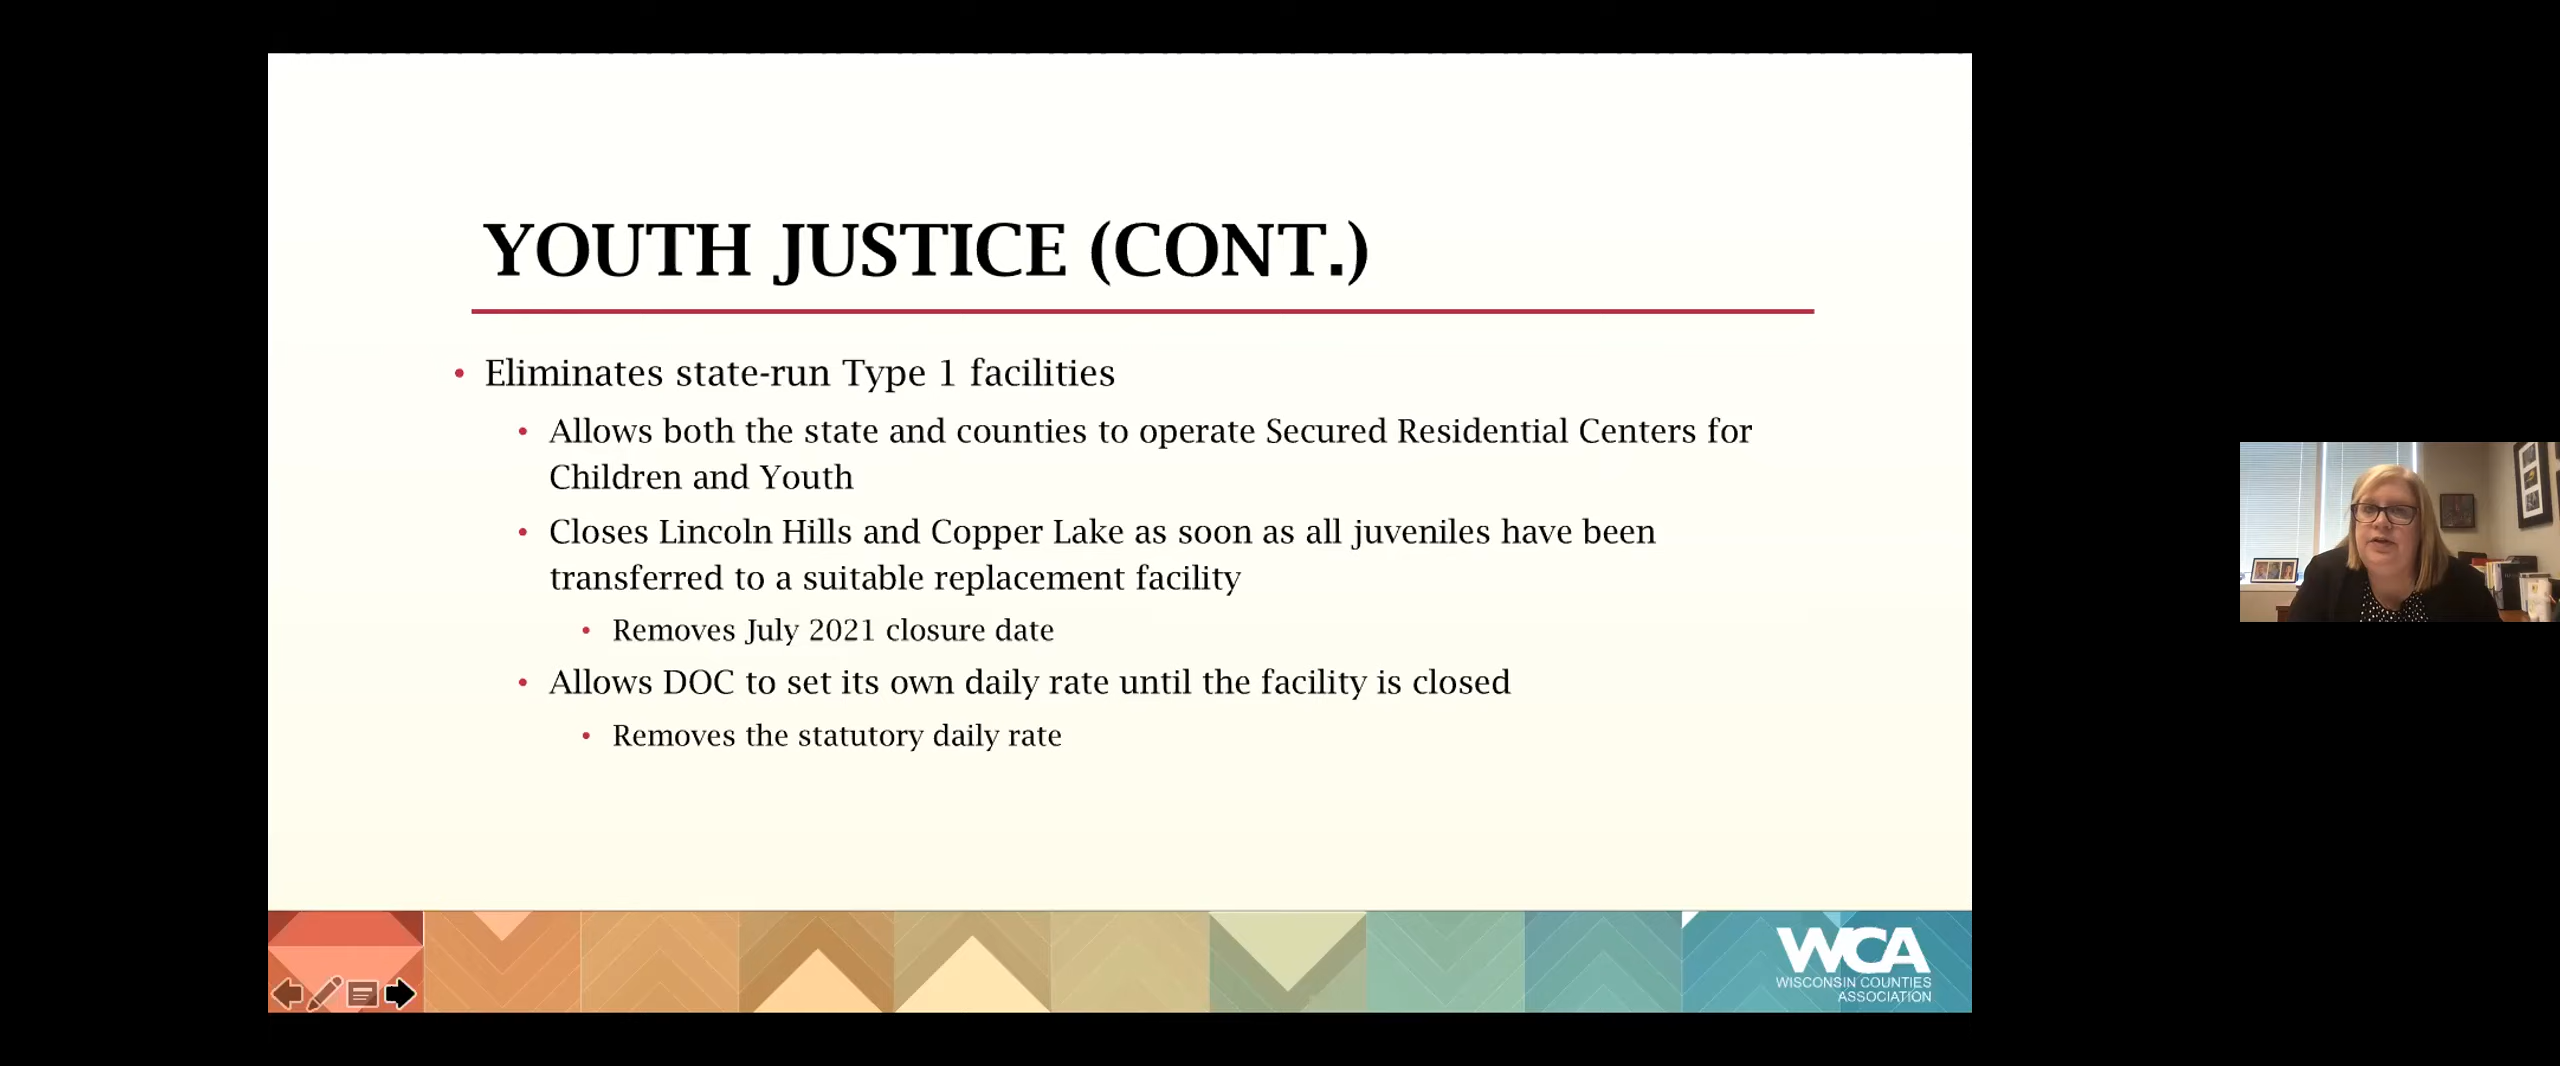 YOUTH JUSTICE (CONT.)
• Eliminates state-run Type 1 facilities
• Allows both the state and counties to operate Secured Residential Centers for
Children and Youth
• Closes Lincoln Hills and Copper Lake as soon as all juveniles have been
transferred to a suitable replacement facility
• Removes July 2021 closure date
• Allows DOC to set its own daily rate until the facility is closed
• Removes the statutory daily rate
WCA
WISCONSIN COUNTIES
ASSOCIATION